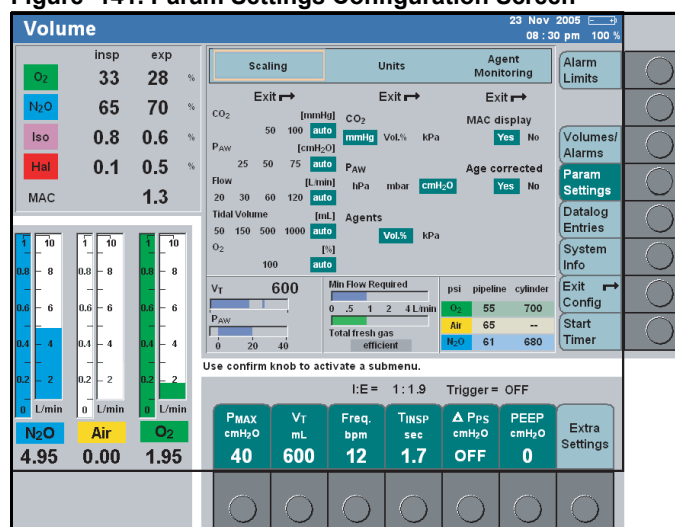 Figure 141. Param Settings Configuration Screen
Volume
23 Nov 2005
08 : 30 pm 100 %
insp exp
O2 33 28 %
N2O 65 70 %
Iso 0.8 0.6 %
Hal 0.1 0.5 %
MAC 1.3
Scaling
Units
Agent
Monitoring
Exit
CO2 [mmHg]
50 100 auto
PAW [cmH2O]
25 50 75 auto
Flow [L/min]
20 30 60 120 auto
Tidal Volume [mL]
50 150 500 1000 auto
O2 [%]
100 auto
Exit
CO2
mmHg Vol.% kPa
PAW
hPa mbar cmH2O
Agents
Vol.% kPa
Exit
MAC display
Yes No
Age corrected
Yes No
Alarm
Limits
Volumes/
Alarms
Param
Settings
Datalog
Entries
System
Info
Exit
Config
Start
Timer
1 10 1 10 1 10
0.8 8 0.8 8 0.8 8
0.6 6 0.6 6 0.6 6
0.4 4 0.4 4 0.4 4
0.2 2 0.2 2 0.2 2
0 L/min 0 L/min 0 L/min
N2O Air O2
4.95 0.00 1.95
VT 600
PAW
0 20 40
Min Flow Required
0 .5 1 2 4 L/min
Total fresh gas
efficient
psi pipeline cylinder
O2 55 700
Air 65 --
N2O 61 680
Use confirm knob to activate a submenu.
I:E = 1 : 1.9 Trigger = OFF
PMAX VT Freq. TINSP Δ PPS PEEP
cmH2O mL bpm sec cmH2O cmH2O
40 600 12 1.7 OFF 0
Extra
Settings